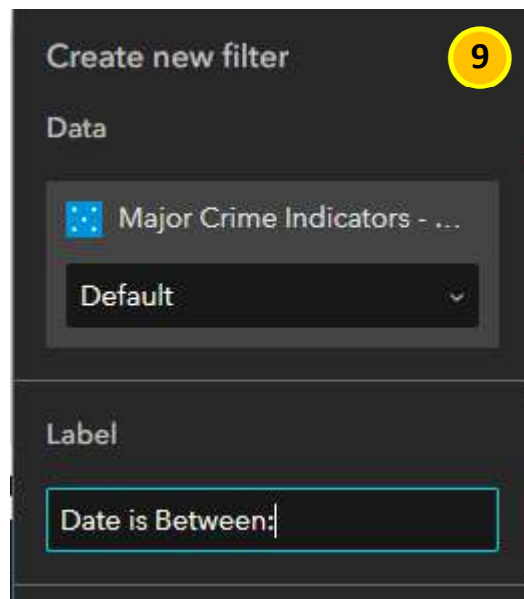 Create new filter
9
Data
Major Crime Indicators - ...
Default
Label
Date is Between: